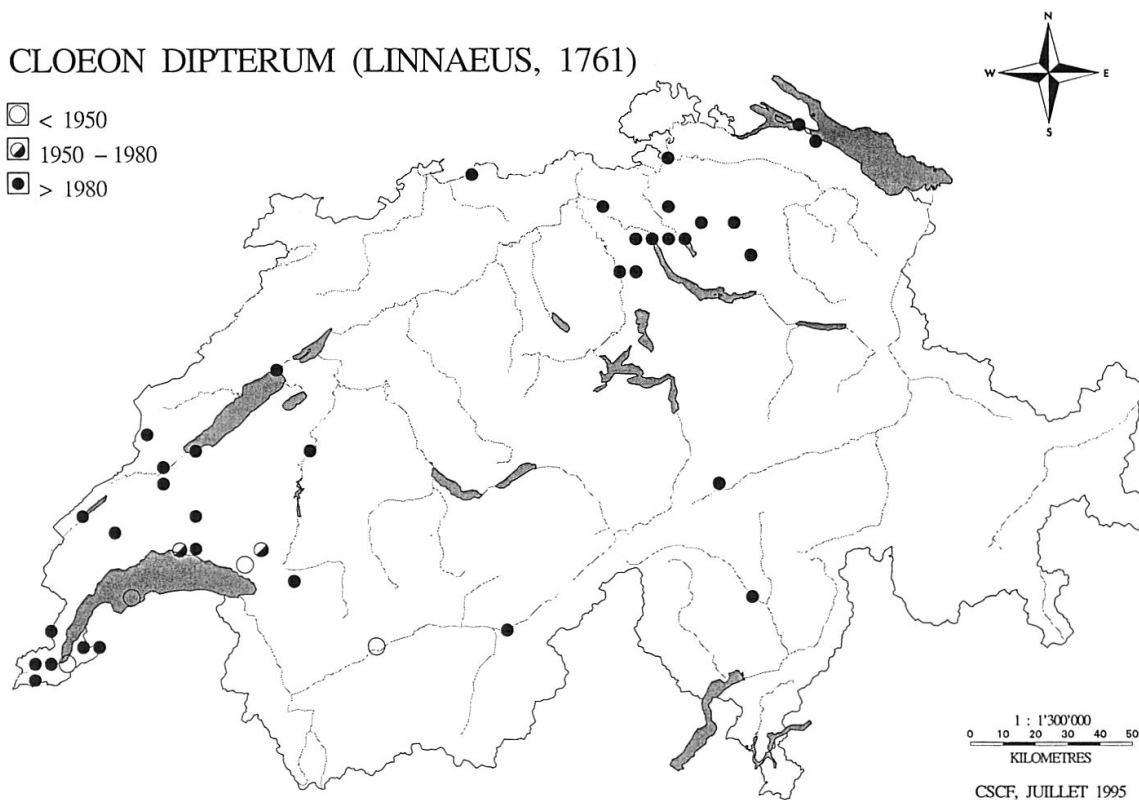 CLOEON DIPTERUM (LINNAEUS, 1761)
< 1950
1950 – 1980
> 1980
N
W E
S
1 : 1'300'000
0 10 20 30 40 50
KILOMETRES
CSCF, JUILLET 1995